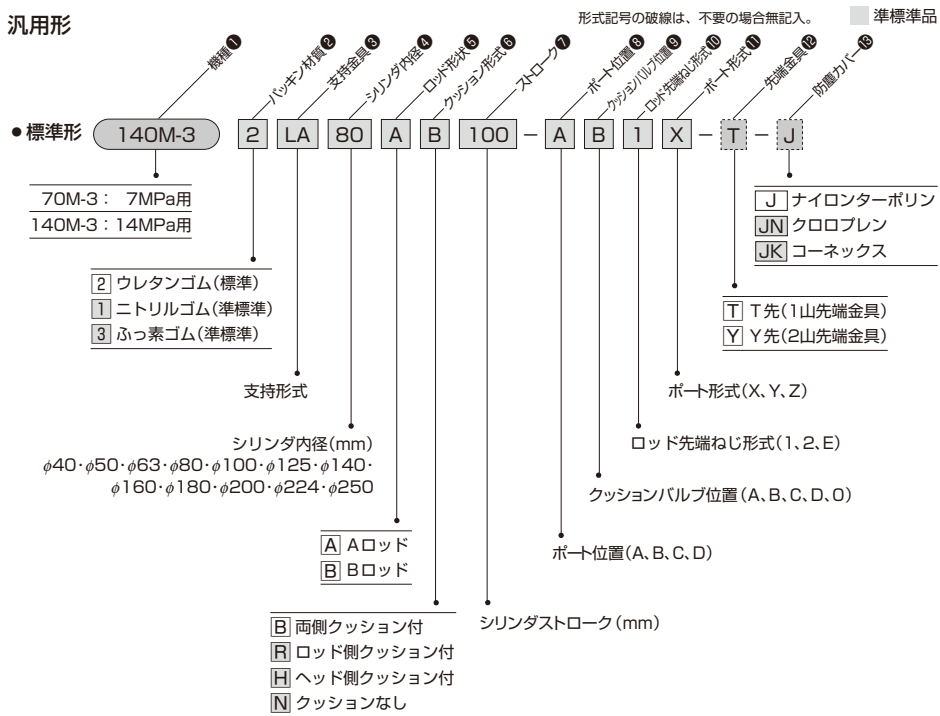 汎用形
形式記号の破線は、不要の場合無記入。
準標準品
機種❶
パッキン材質❷
支持金具❸
シリンダ内径❹
ロッド形状❺
クッション形式❻
ストローク❼
ポート位置❽
クッションバルブ位置❾
ロッド先端ねじ形式❿
ポート形式⓫
先端金具⓬
防塵カバー⓭
●標準形 140M-3 2 LA 80 A B 100 − A B 1 X − T − J
70M-3： 7MPa用
140M-3：14MPa用
J ナイロンターポリン
JN クロロプレン
JK コーネックス
2 ウレタンゴム(標準)
1 ニトリルゴム(準標準)
3 ふっ素ゴム(準標準)
T T先(1山先端金具)
Y Y先(2山先端金具)
支持形式
ポート形式(X、Y、Z)
シリンダ内径(mm)
φ40・φ50・φ63・φ80・φ100・φ125・φ140・
φ160・φ180・φ200・φ224・φ250
ロッド先端ねじ形式(1、2、E)
クッションバルブ位置(A、B、C、D、0)
A Aロッド
B Bロッド
ポート位置(A、B、C、D)
B 両側クッション付
R ロッド側クッション付
H ヘッド側クッション付
N クッションなし
シリンダストローク(mm)